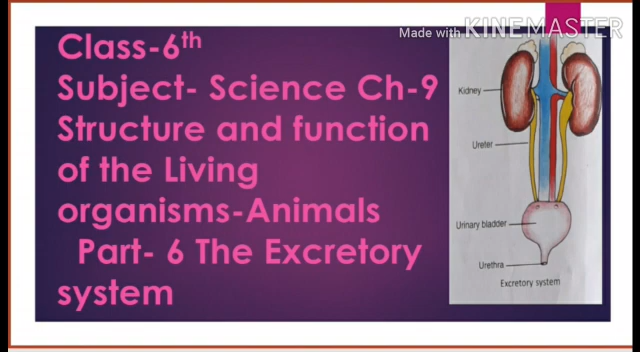 Made with KINEMASTER
Class-6th
Subject- Science Ch-9
Structure and function
of the Living
organisms-Animals
Part- 6 The Excretory
system
Kidney
Ureter
Urinary bladder
Urethra
Excretory system